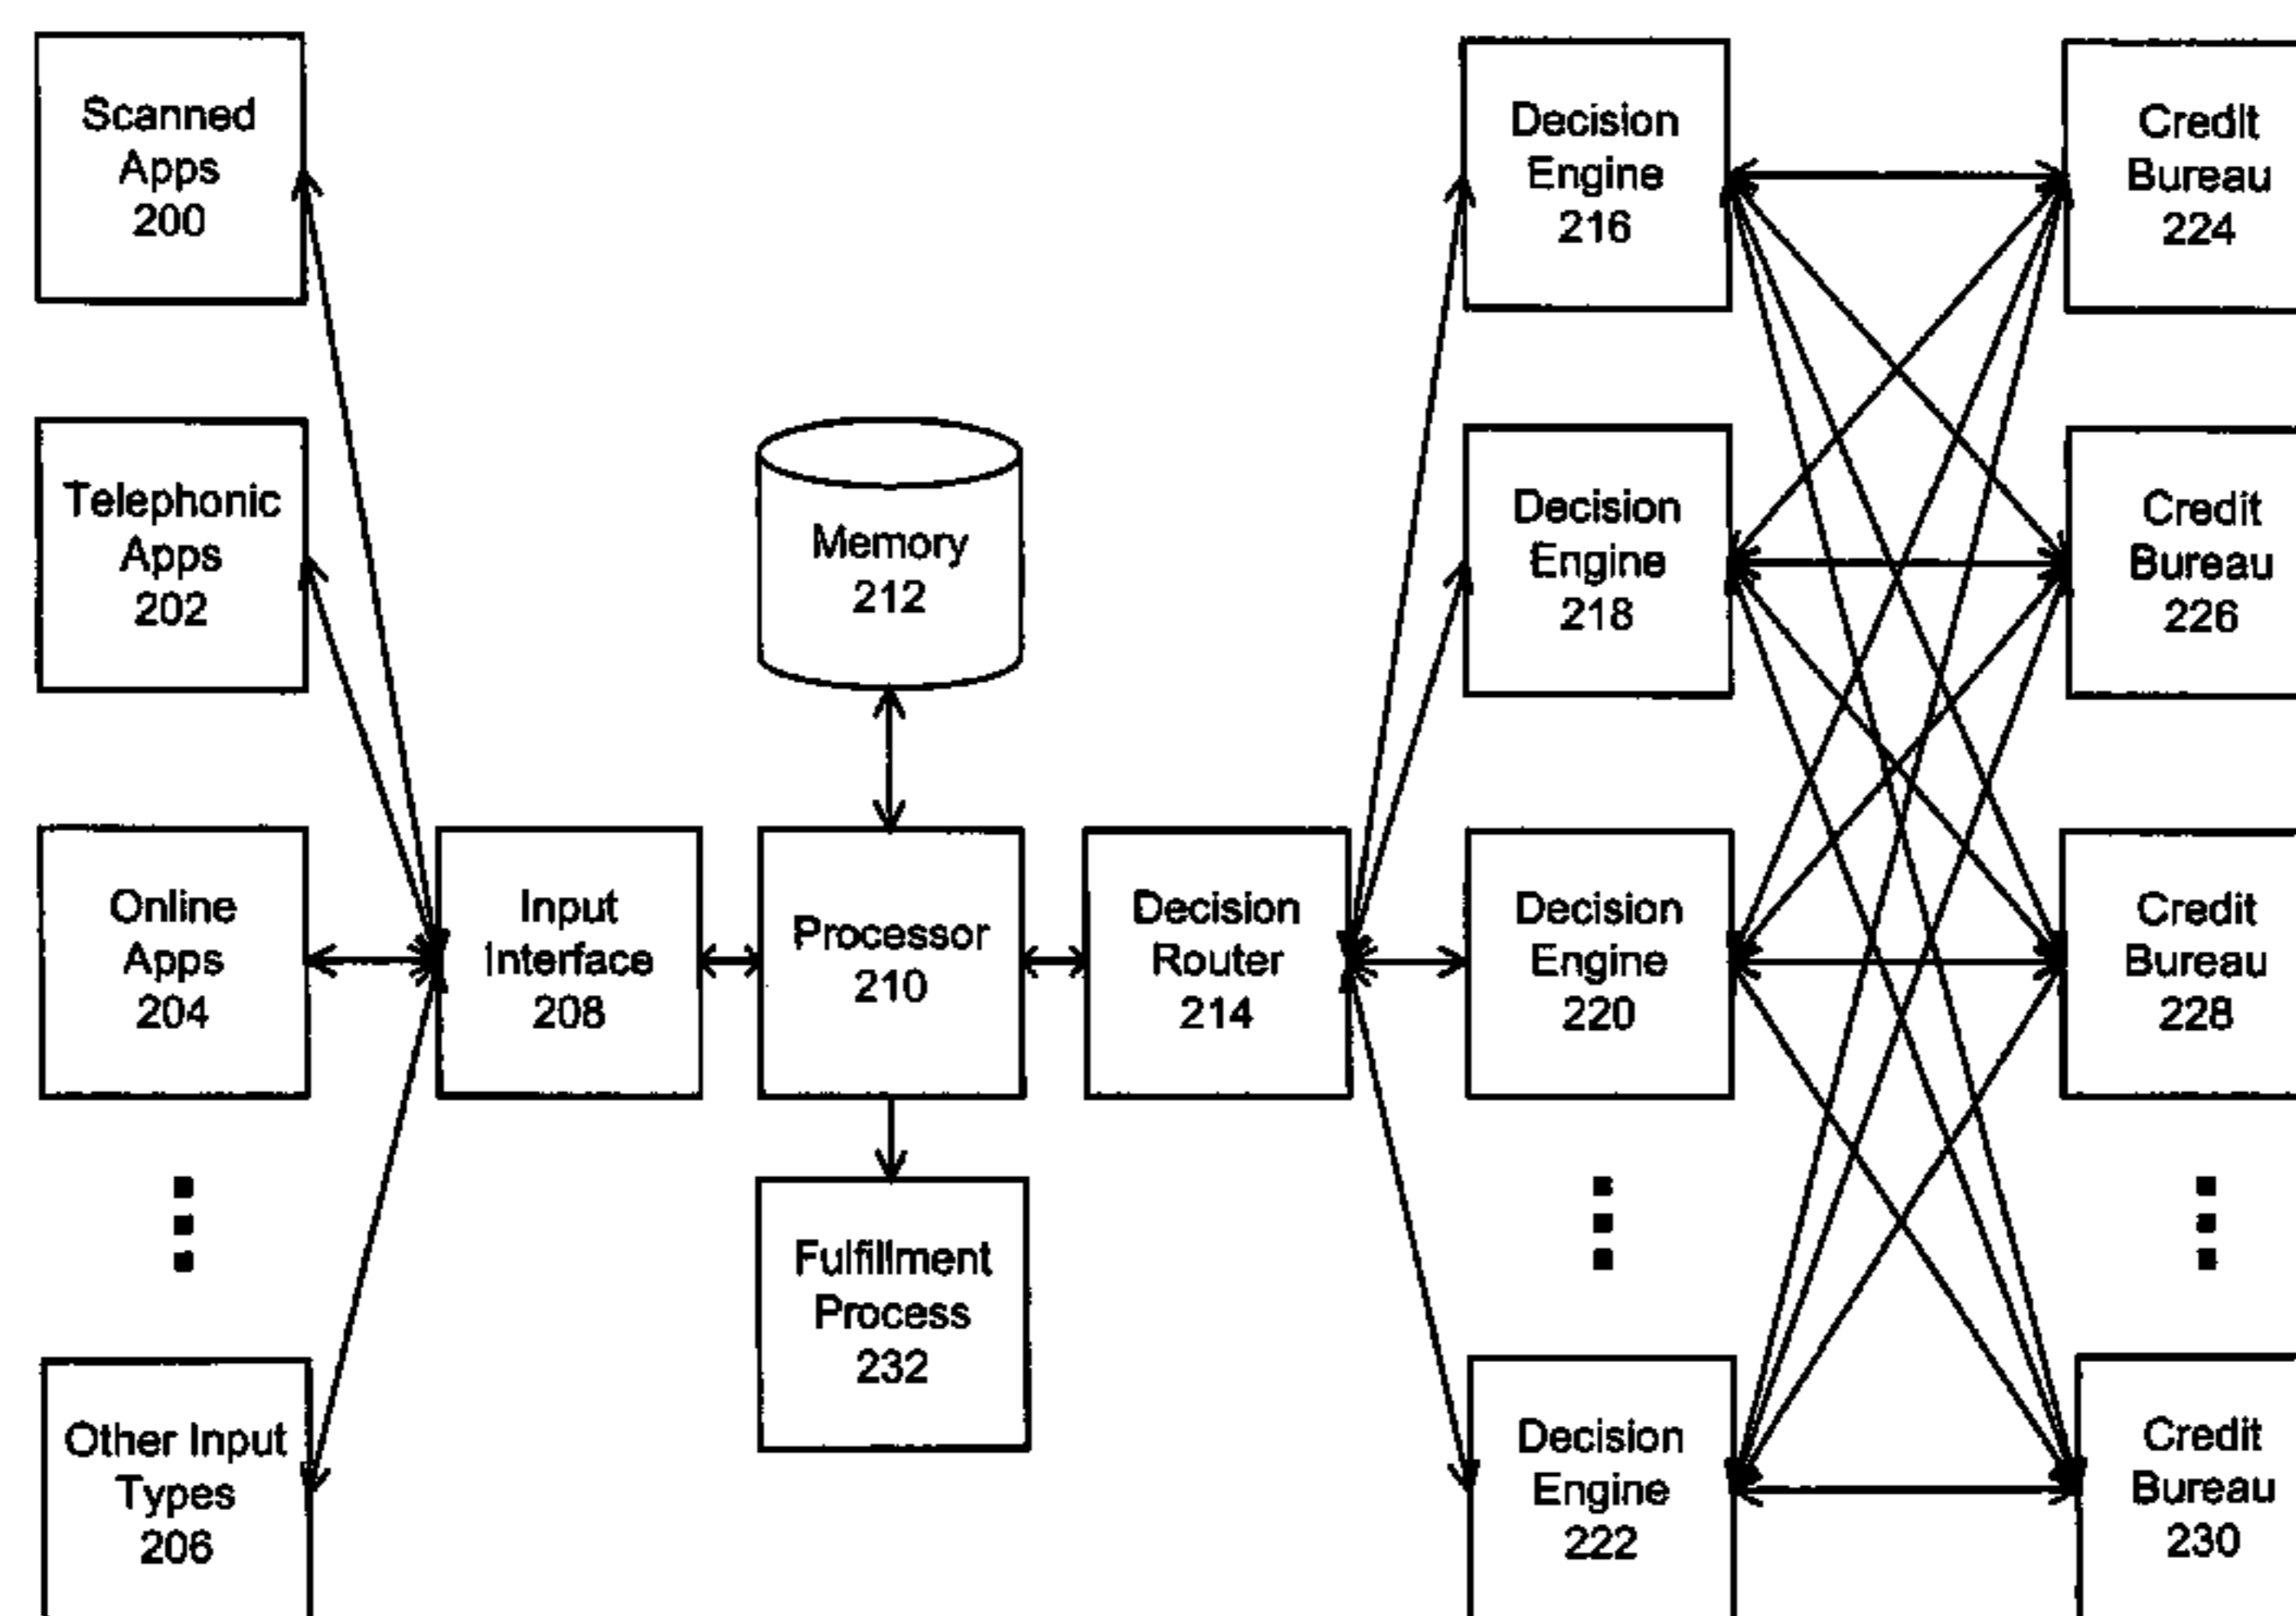 Scanned
Apps
200
Telephonic
Apps
202
Online
Apps
204
Other Input
Types
206
Input
Interface
208
Memory
212
Processor
210
Fulfillment
Process
232
Decision
Router
214
Decision
Engine
216
Decision
Engine
218
Decision
Engine
220
Decision
Engine
222
Credit
Bureau
224
Credit
Bureau
226
Credit
Bureau
228
Credit
Bureau
230